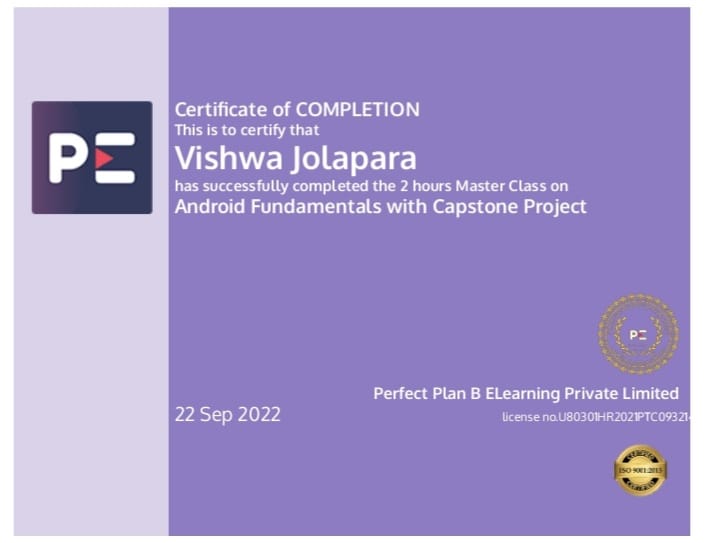 PE
Certificate of COMPLETION
This is to certify that
Vishwa Jolapara
has successfully completed the 2 hours Master Class on
Android Fundamentals with Capstone Project
PE
Perfect Plan B ELearning Private Limited
22 Sep 2022
license no.U80301HR2021PTC09321
CERTIFIED
ISO 9001:2015
CERTIFIED